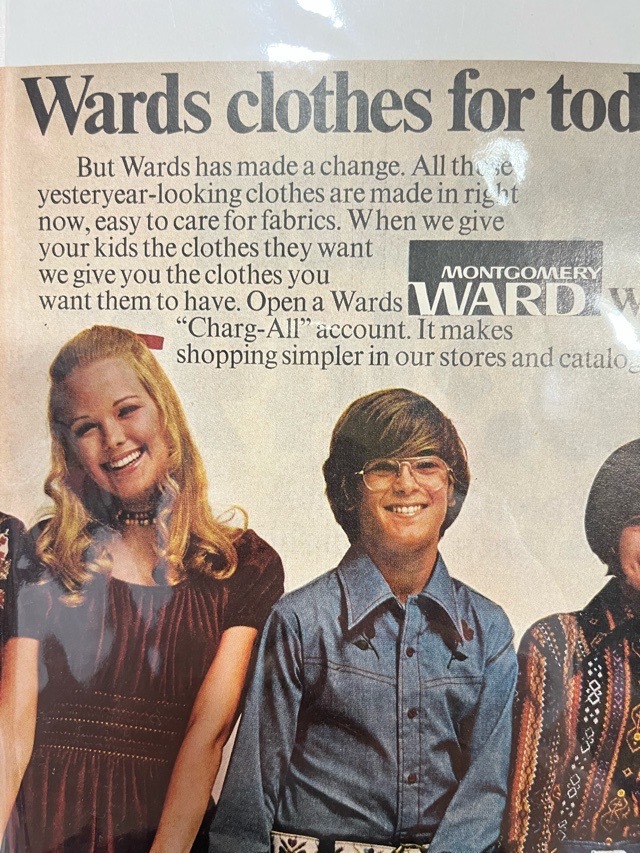 Wards clothes for tod
But Wards has made a change. All these
yesteryear-looking clothes are made in right
now, easy to care for fabrics. When we give
your kids the clothes they want
we give you the clothes you
want them to have. Open a Wards
MONTGOMERY
WARD
W
“Charg-All” account. It makes
shopping simpler in our stores and catalog